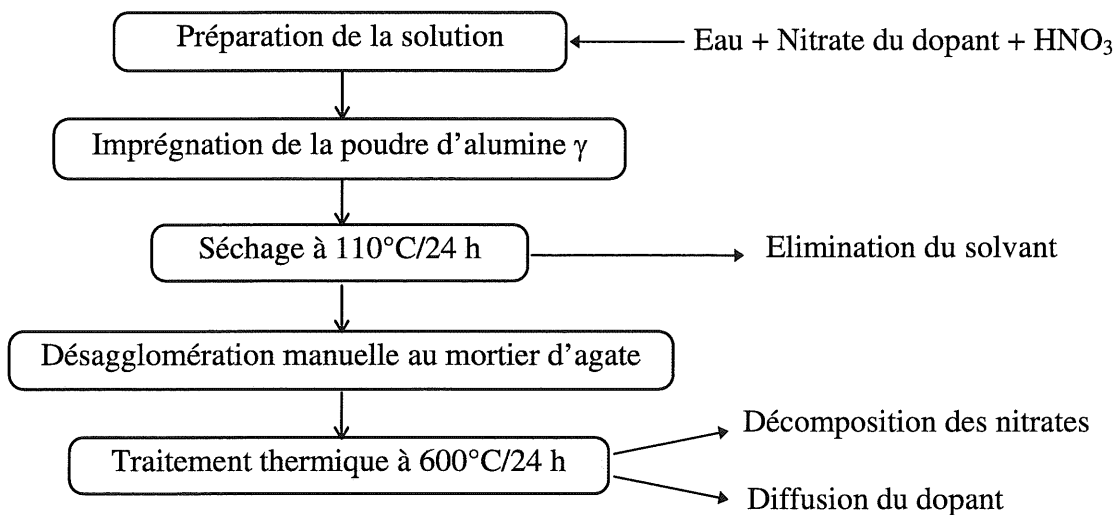 Préparation de la solution
Eau + Nitrate du dopant + HNO₃
Imprégnation de la poudre d'alumine γ
Séchage à 110°C/24 h
Elimination du solvant
Désagglomération manuelle au mortier d'agate
Traitement thermique à 600°C/24 h
Décomposition des nitrates
Diffusion du dopant